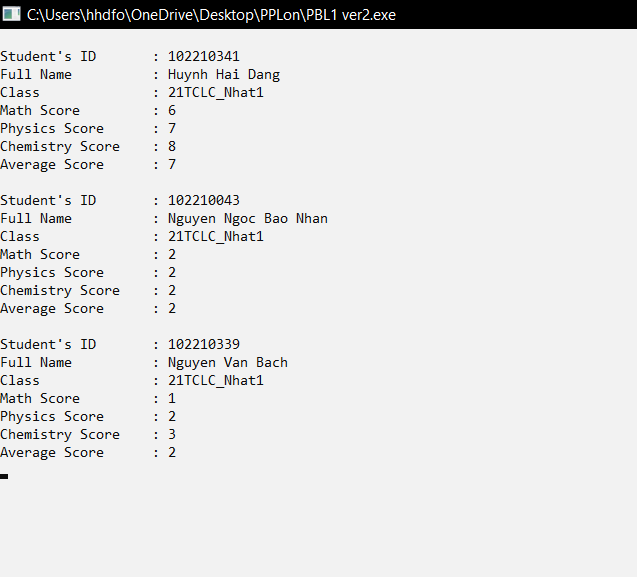 C:\Users\hhdfo\OneDrive\Desktop\PPLon\PBL1 ver2.exe
Student's ID : 102210341
Full Name : Huynh Hai Dang
Class : 21TCLC_Nhat1
Math Score : 6
Physics Score : 7
Chemistry Score : 8
Average Score : 7
Student's ID : 102210043
Full Name : Nguyen Ngoc Bao Nhan
Class : 21TCLC_Nhat1
Math Score : 2
Physics Score : 2
Chemistry Score : 2
Average Score : 2
Student's ID : 102210339
Full Name : Nguyen Van Bach
Class : 21TCLC_Nhat1
Math Score : 1
Physics Score : 2
Chemistry Score : 3
Average Score : 2